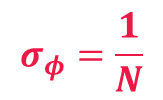 σ_ϕ = 1/N